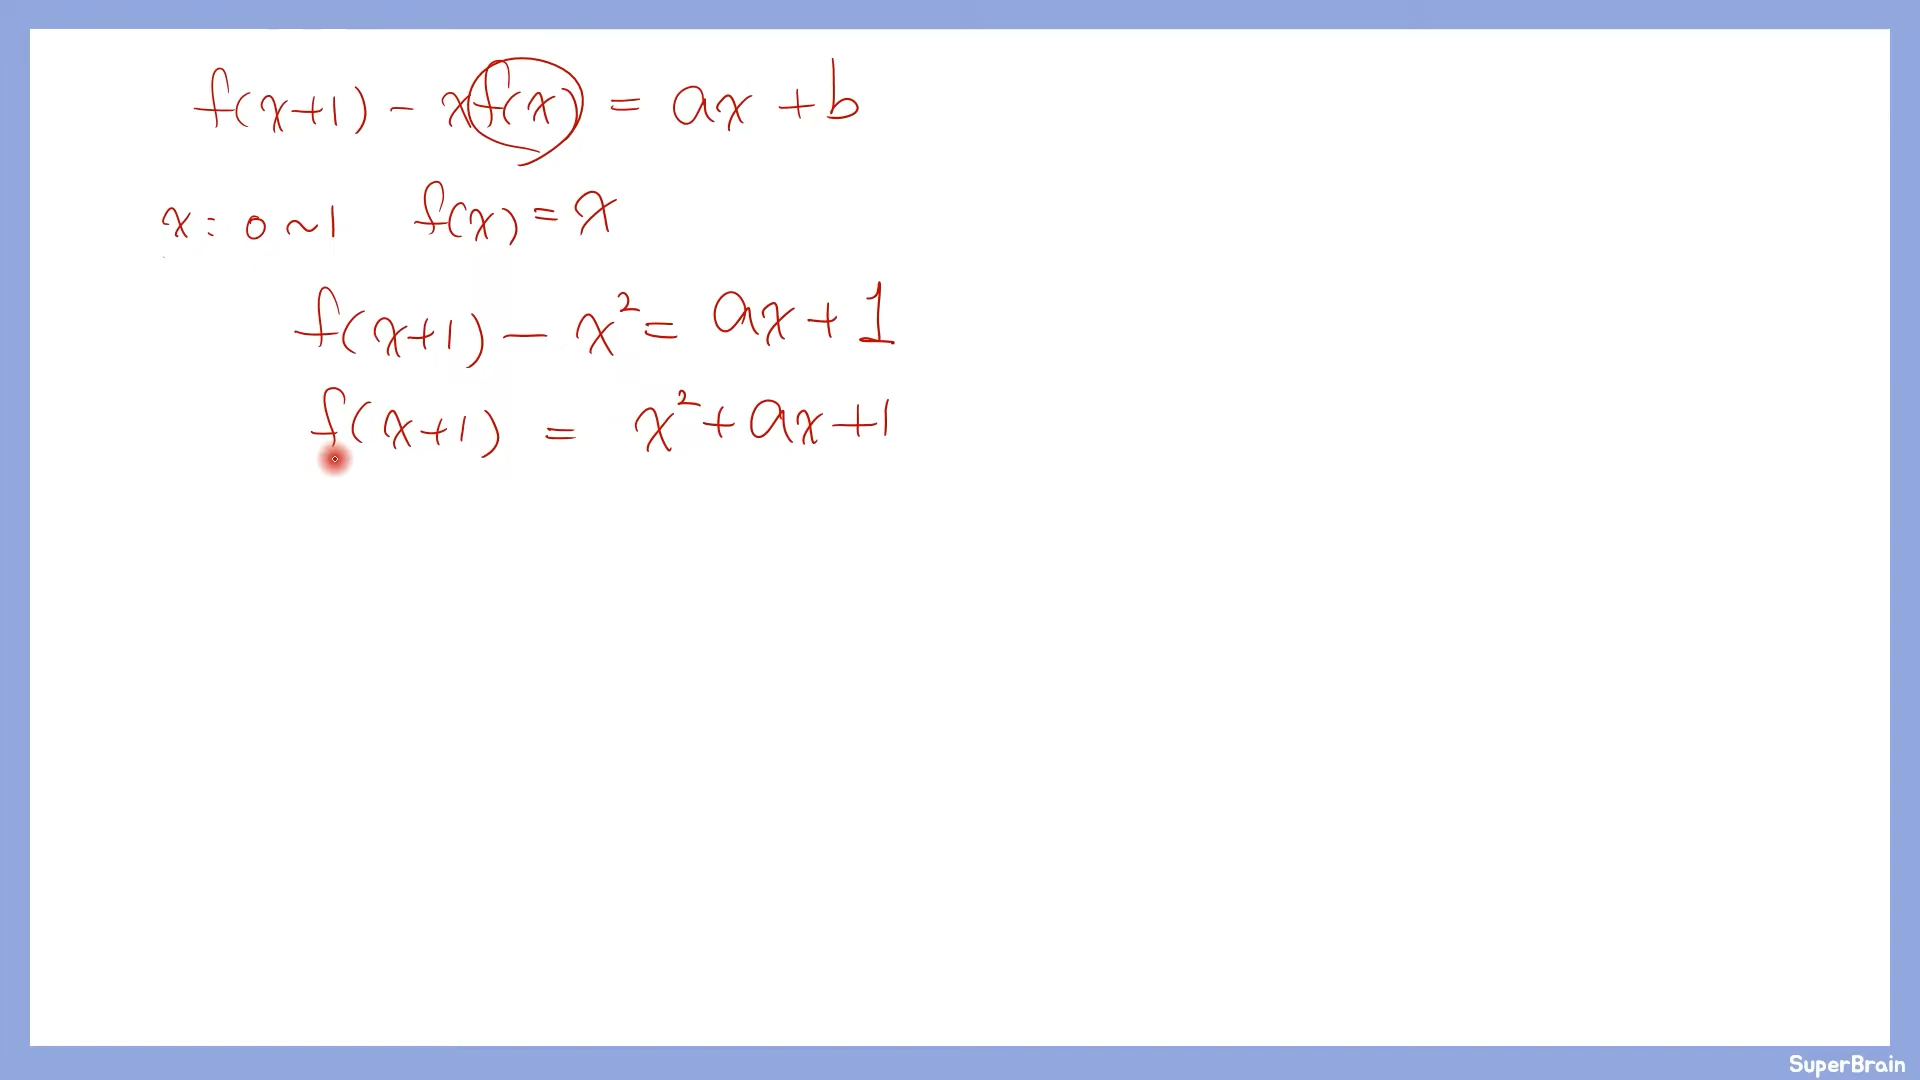 f(x+1) - xf(x) = ax + b
x : 0 ~ 1 f(x) = x
f(x+1) - x² = ax + 1
f(x+1) = x² + ax + 1
SuperBrain